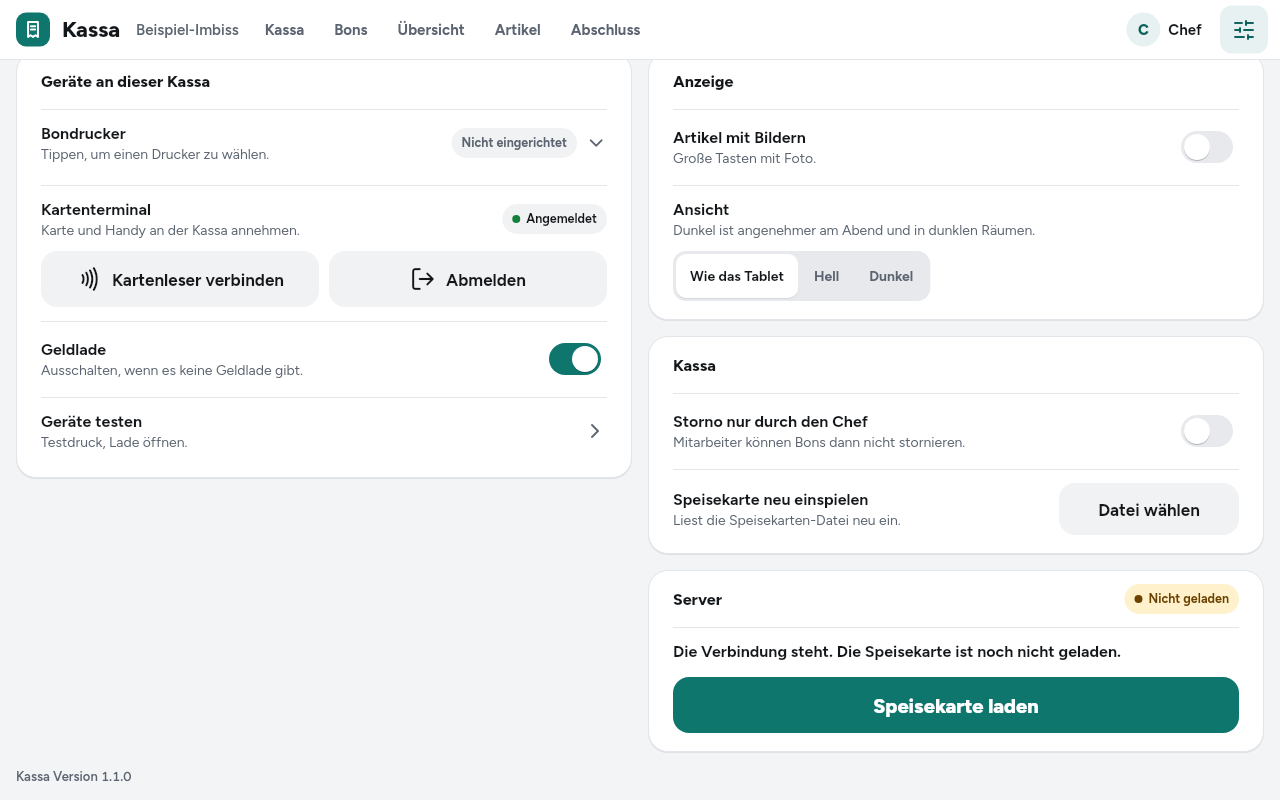 Kassa Beispiel-Imbiss Kassa Bons Übersicht Artikel Abschluss C Chef
Geräte an dieser Kassa
Bondrucker
Tippen, um einen Drucker zu wählen.
Nicht eingerichtet
Kartenterminal
Karte und Handy an der Kassa annehmen.
Angemeldet
Kartenleser verbinden
Abmelden
Geldlade
Ausschalten, wenn es keine Geldlade gibt.
Geräte testen
Testdruck, Lade öffnen.
Anzeige
Artikel mit Bildern
Große Tasten mit Foto.
Ansicht
Dunkel ist angenehmer am Abend und in dunklen Räumen.
Wie das Tablet Hell Dunkel
Kassa
Storno nur durch den Chef
Mitarbeiter können Bons dann nicht stornieren.
Speisekarte neu einspielen
Liest die Speisekarten-Datei neu ein.
Datei wählen
Server
Nicht geladen
Die Verbindung steht. Die Speisekarte ist noch nicht geladen.
Speisekarte laden
Kassa Version 1.1.0